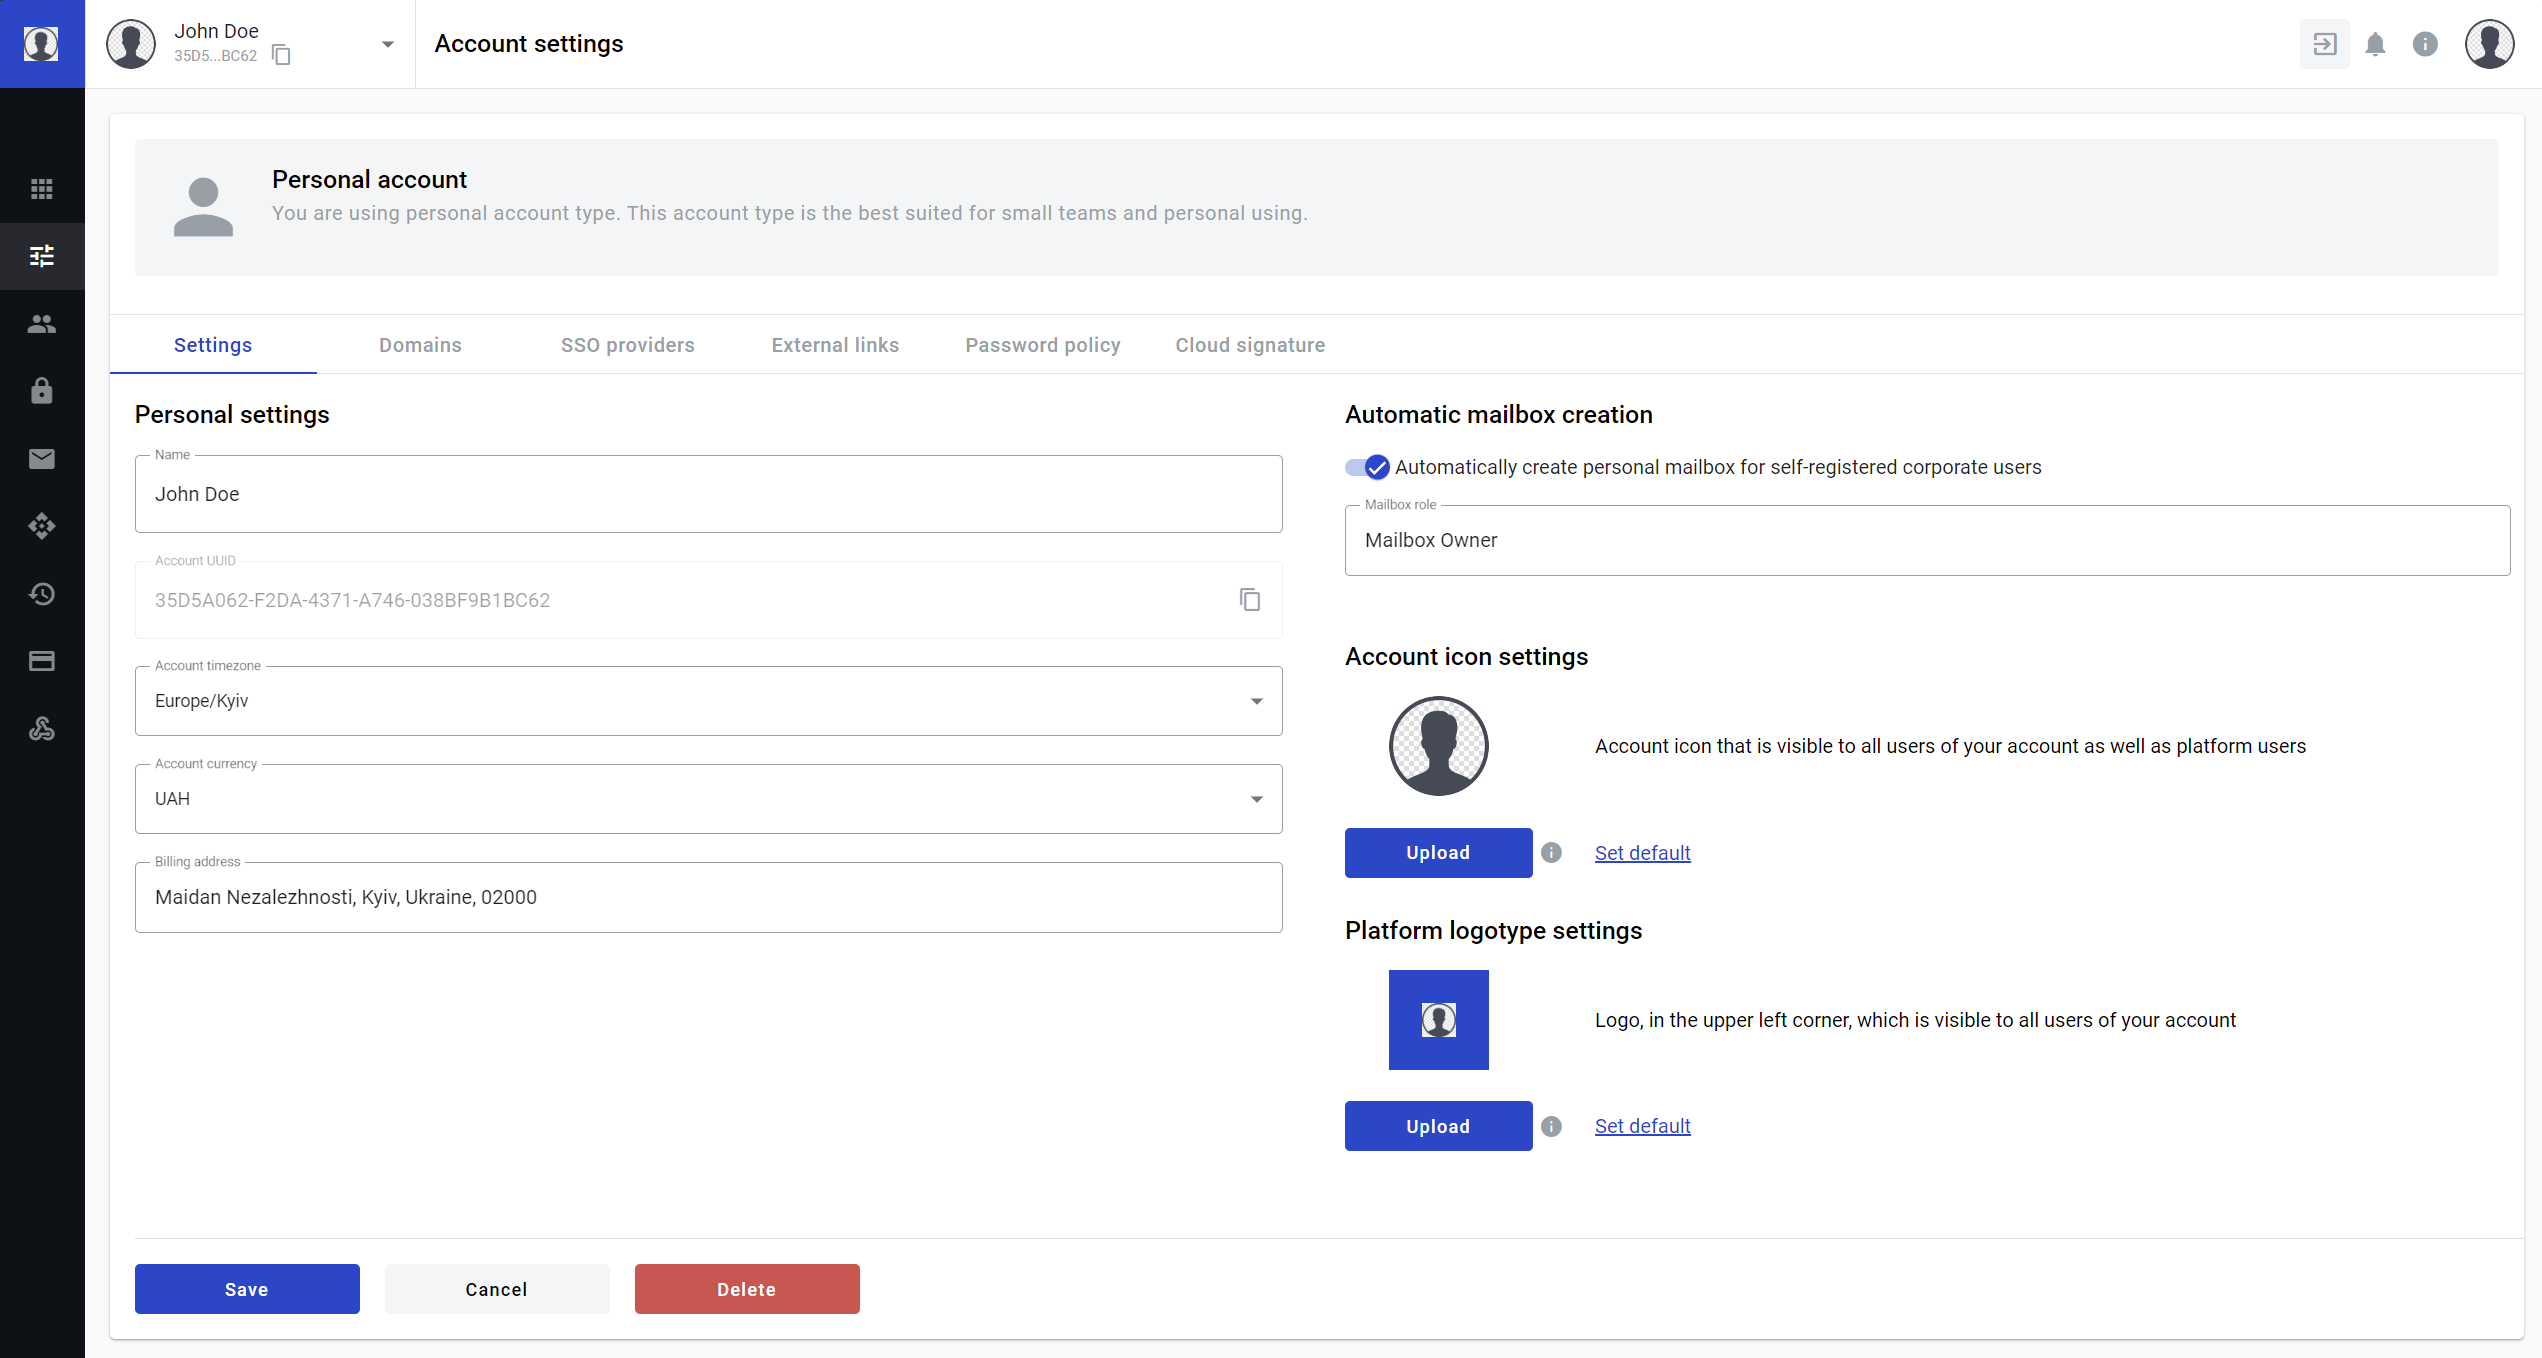 John Doe
35D5...BC62
Account settings
Personal account
You are using personal account type. This account type is the best suited for small teams and personal using.
Settings
Domains
SSO providers
External links
Password policy
Cloud signature
Personal settings
Name
John Doe
Account UUID
35D5A062-F2DA-4371-A746-038BF9B1BC62
Account timezone
Europe/Kyiv
Account currency
UAH
Billing address
Maidan Nezalezhnosti, Kyiv, Ukraine, 02000
Automatic mailbox creation
Automatically create personal mailbox for self-registered corporate users
Mailbox role
Mailbox Owner
Account icon settings
Account icon that is visible to all users of your account as well as platform users
Upload
Set default
Platform logotype settings
Logo, in the upper left corner, which is visible to all users of your account
Upload
Set default
Save
Cancel
Delete